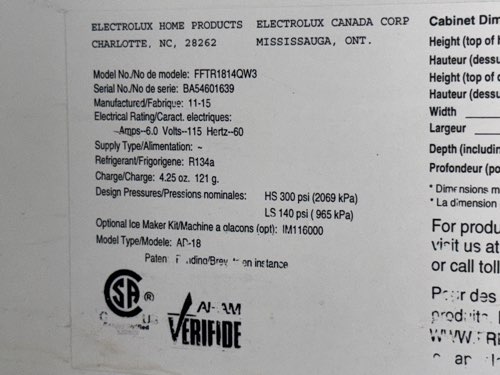 ELECTROLUX HOME PRODUCTS ELECTROLUX CANADA CORP
CHARLOTTE, NC, 28262 MISSISSAUGA, ONT.
Model No./No de modele: FFTR1814QW3
Serial No./No de serie: BA54601639
Manufactured/Fabrique: 11-15
Electrical Rating/Caract. electriques:
Amps--6.0 Volts--115 Hertz--60
Supply Type/Alimentation: ~
Refrigerant/Frigorigene: R134a
Charge/Charge: 4.25 oz. 121 g.
Design Pressures/Pressions nominales: HS 300 psi (2069 kPa)
LS 140 psi ( 965 kPa)
Optional Ice Maker Kit/Machine a glacons (opt): IM116000
Model Type/Modele: AP-18
en instance
CSA ®
VERIFIDE
Cabinet Dim
Height (top of
Hauteur (dessu
Height (top of
Hauteur (dessu
Width
Largeur
Depth (includin
Profondeur (po
* Dimensions m
* La dimension
For produ
visit us at
or call toll
des